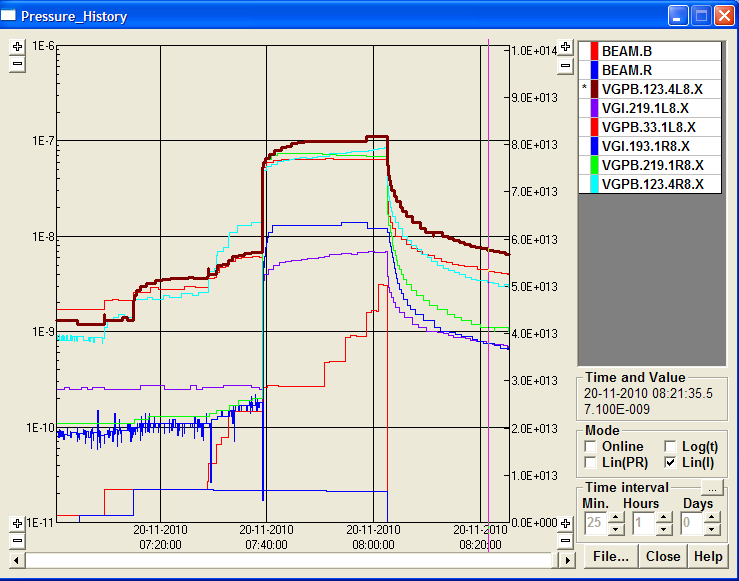 Pressure_History
1E-6
1E-7
1E-8
1E-9
1E-10
1E-11
1.0E+014
9.0E+013
8.0E+013
7.0E+013
6.0E+013
5.0E+013
4.0E+013
3.0E+013
2.0E+013
1.0E+013
0.0E+000
20-11-2010
07:20:00
20-11-2010
07:40:00
20-11-2010
08:00:00
20-11-2010
08:20:00
BEAM.B
BEAM.R
* VGPB.123.4L8.X
VGI.219.1L8.X
VGPB.33.1L8.X
VGI.193.1R8.X
VGPB.219.1R8.X
VGPB.123.4R8.X
Time and Value
20-11-2010 08:21:35.5
7.100E-009
Mode
Online Log(t)
Lin(PR) Lin(I)
Time interval ...
Min. Hours Days
25 1 0
File... Close Help